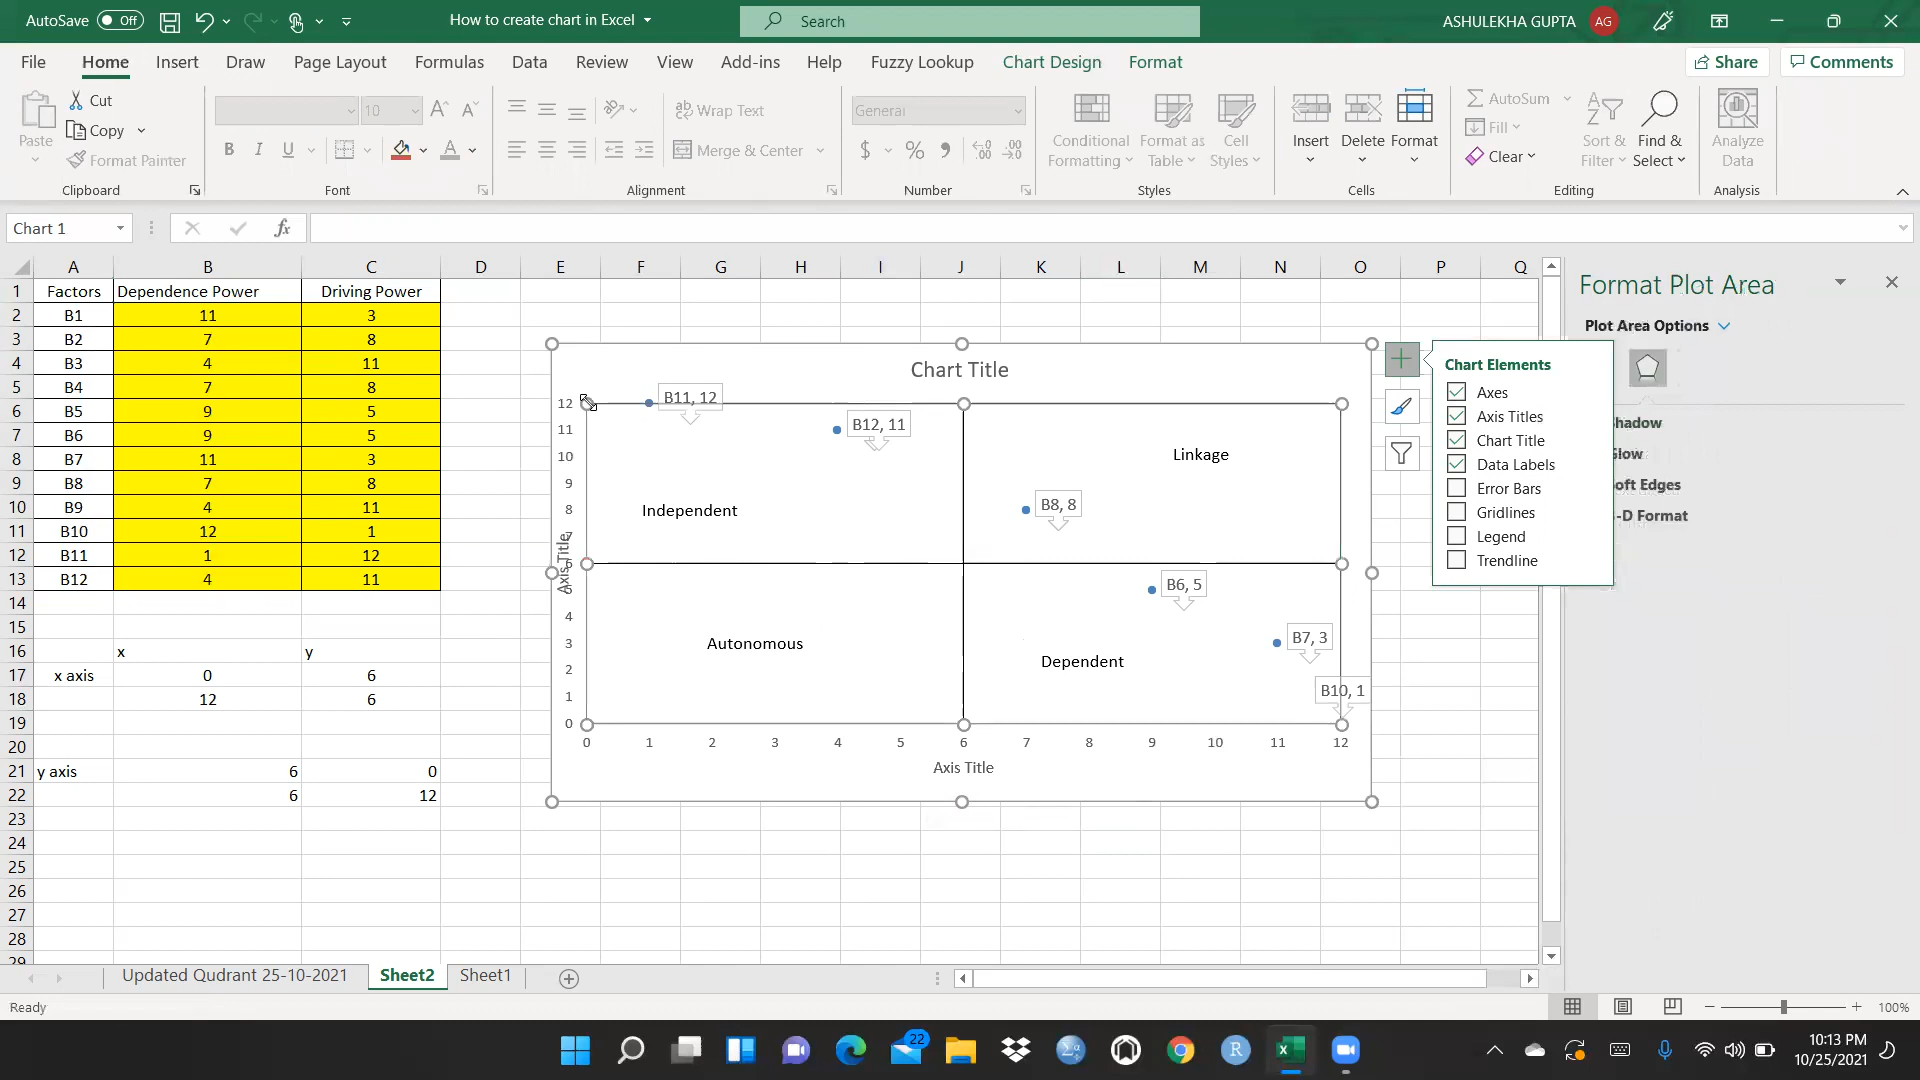 AutoSave Off How to create chart in Excel Search ASHULEKHA GUPTA AG
File Home Insert Draw Page Layout Formulas Data Review View Add-ins Help Fuzzy Lookup Chart Design Format Share Comments
Paste
Cut
Copy
Format Painter
Clipboard
10
B I U
Font
Wrap Text
Merge & Center
Alignment
General
$ % 9
Number
Conditional Formatting
Format as Table
Cell Styles
Styles
Insert
Delete
Format
Cells
AutoSum
Fill
Clear
Sort & Filter
Find & Select
Editing
Analyze Data
Analysis
Chart 1 fx
A B C D E F G H I J K L M N O P Q
1 Factors Dependence Power Driving Power
2 B1 11 3
3 B2 7 8
4 B3 4 11
5 B4 7 8
6 B5 9 5
7 B6 9 5
8 B7 11 3
9 B8 7 8
10 B9 4 11
11 B10 12 1
12 B11 1 12
13 B12 4 11
14
15
16 x y
17 x axis 0 6
18 12 6
19
20
21 y axis 6 0
22 6 12
23
24
25
26
27
28
29
Chart Title
12
11
10
9
8
7
6
5
4
3
2
1
0
Axis Title
B11, 12
B12, 11
Linkage
B8, 8
Independent
B6, 5
B7, 3
Autonomous
Dependent
B10, 1
0 1 2 3 4 5 6 7 8 9 10 11 12
Axis Title
Chart Elements
Axes
Axis Titles
Chart Title
Data Labels
Error Bars
Gridlines
Legend
Trendline
Format Plot Area
Plot Area Options
hadow
low
oft Edges
-D Format
Updated Qudrant 25-10-2021 Sheet2 Sheet1
Ready 100%
22
R
10:13 PM
10/25/2021